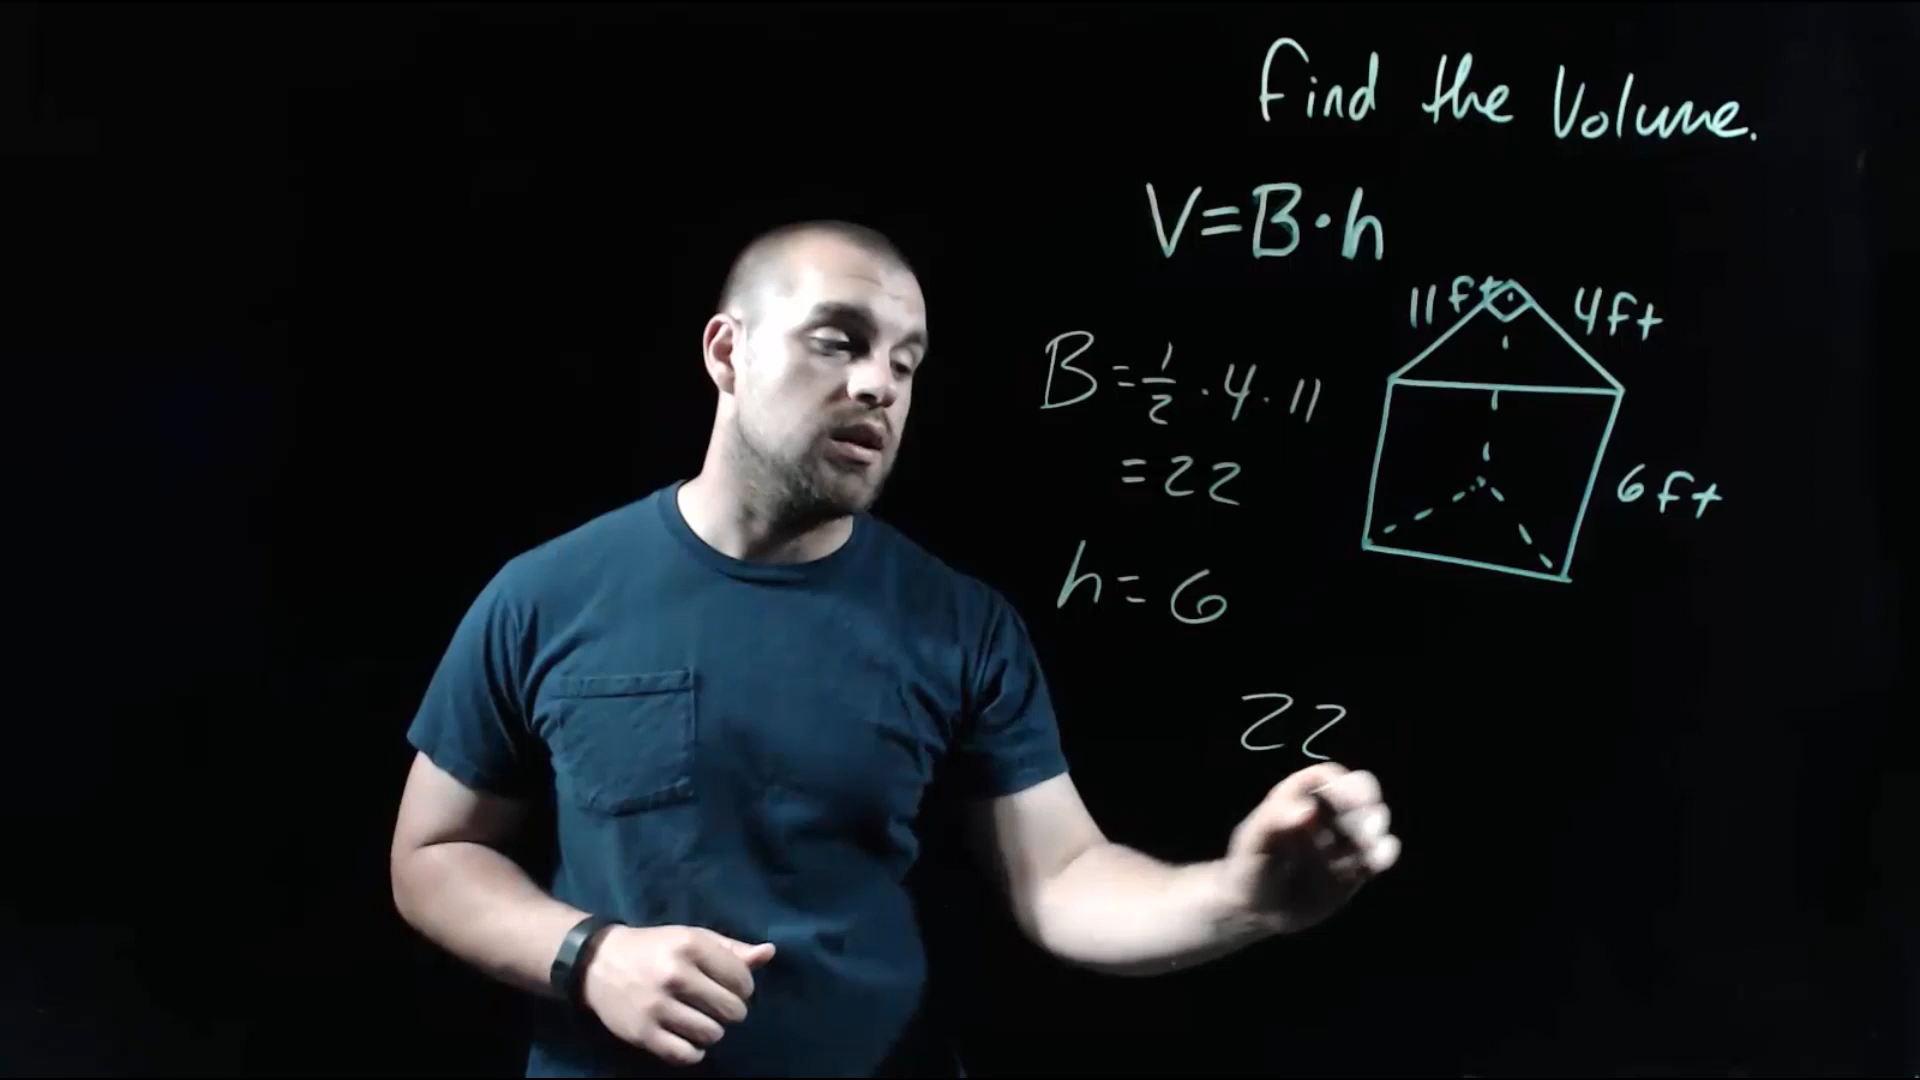 Find the Volume.
V=B·h
11ft 4ft
B=1/2·4·11
=22
6ft
h=6
22